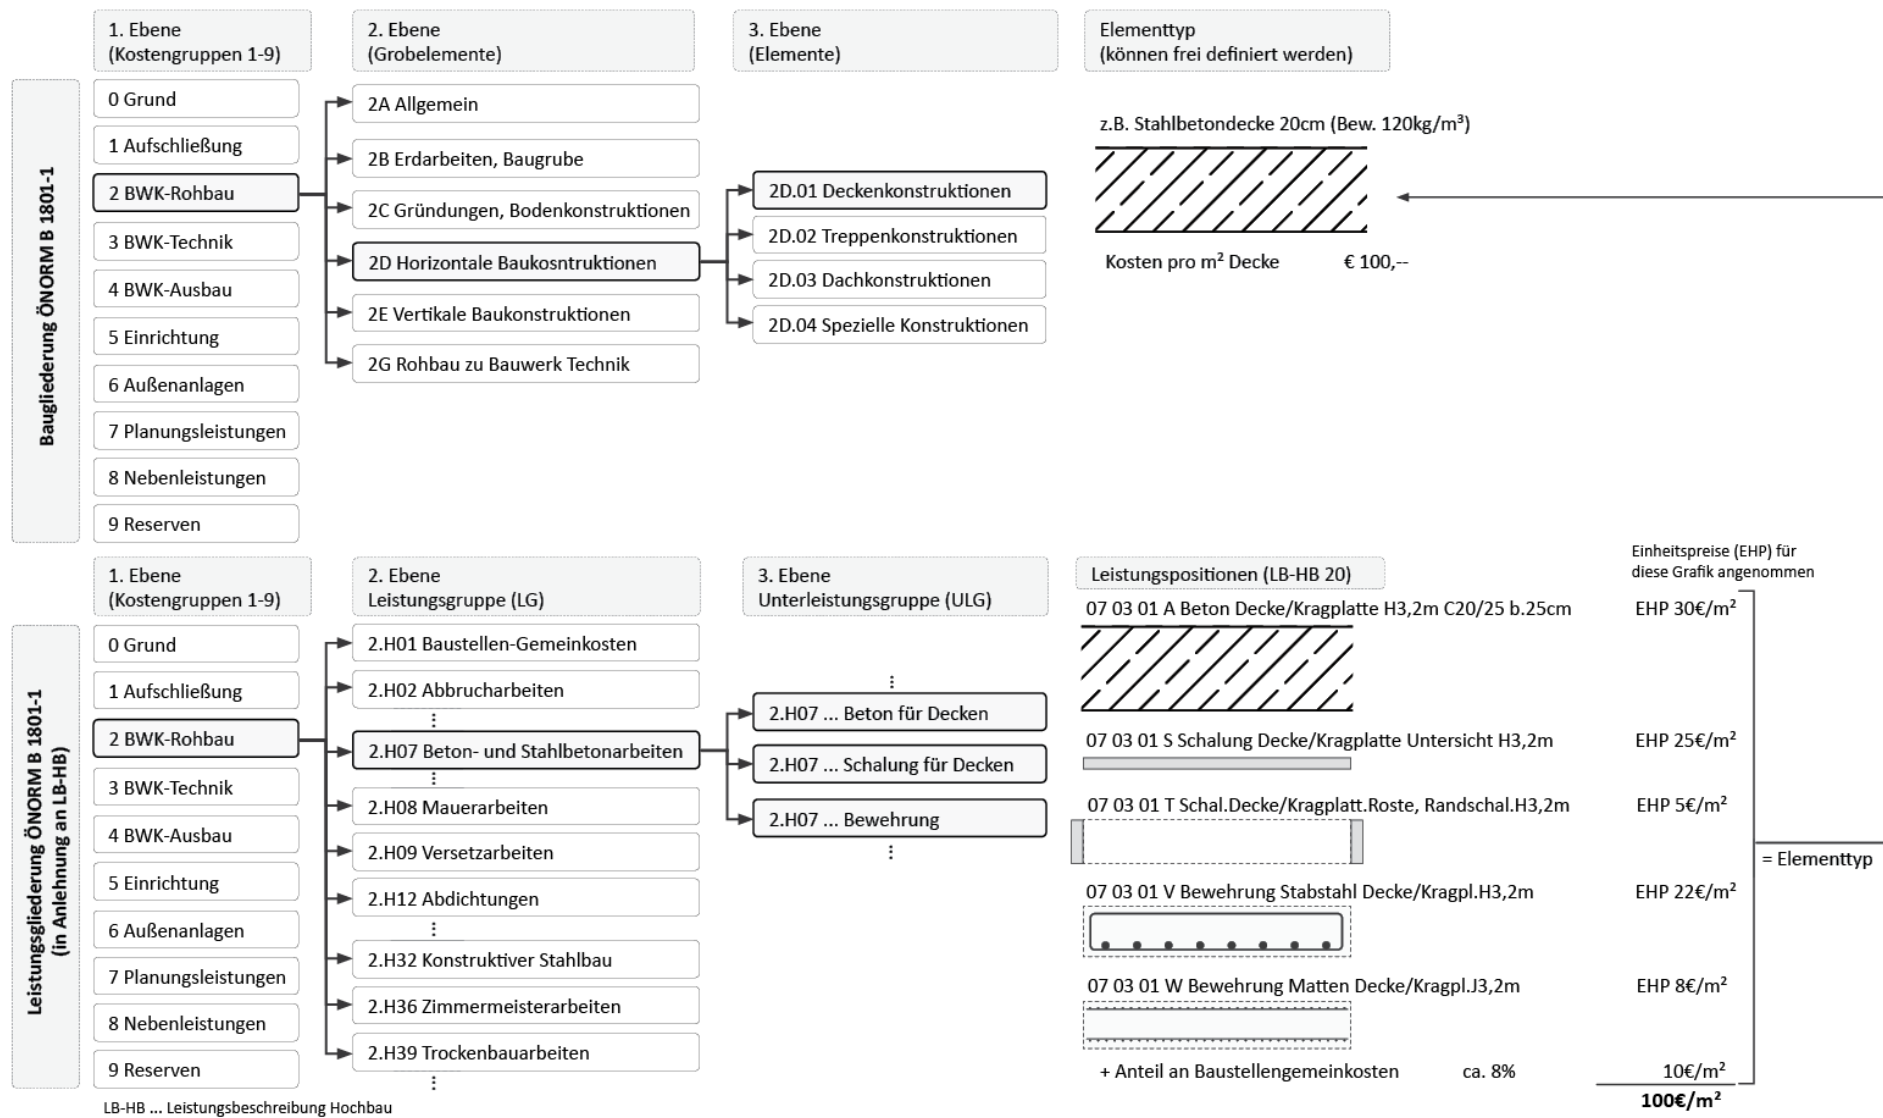 1. Ebene
(Kostengruppen 1-9)
2. Ebene
(Grobelemente)
3. Ebene
(Elemente)
Elementtyp
(können frei definiert werden)
Baugliederung ÖNORM B 1801-1
0 Grund
1 Aufschließung
2 BWK-Rohbau
3 BWK-Technik
4 BWK-Ausbau
5 Einrichtung
6 Außenanlagen
7 Planungsleistungen
8 Nebenleistungen
9 Reserven
2A Allgemein
2B Erdarbeiten, Baugrube
2C Gründungen, Bodenkonstruktionen
2D Horizontale Baukosntruktionen
2E Vertikale Baukonstruktionen
2G Rohbau zu Bauwerk Technik
2D.01 Deckenkonstruktionen
2D.02 Treppenkonstruktionen
2D.03 Dachkonstruktionen
2D.04 Spezielle Konstruktionen
z.B. Stahlbetondecke 20cm (Bew. 120kg/m³)
Kosten pro m² Decke € 100,--
1. Ebene
(Kostengruppen 1-9)
2. Ebene
Leistungsgruppe (LG)
3. Ebene
Unterleistungsgruppe (ULG)
Leistungspositionen (LB-HB 20)
Einheitspreise (EHP) für
diese Grafik angenommen
Leistungsgliederung ÖNORM B 1801-1
(in Anlehnung an LB-HB)
0 Grund
1 Aufschließung
2 BWK-Rohbau
3 BWK-Technik
4 BWK-Ausbau
5 Einrichtung
6 Außenanlagen
7 Planungsleistungen
8 Nebenleistungen
9 Reserven
2.H01 Baustellen-Gemeinkosten
2.H02 Abbrucharbeiten
⋮
2.H07 Beton- und Stahlbetonarbeiten
⋮
2.H08 Mauerarbeiten
2.H09 Versetzarbeiten
2.H12 Abdichtungen
⋮
2.H32 Konstruktiver Stahlbau
2.H36 Zimmermeisterarbeiten
2.H39 Trockenbauarbeiten
⋮
⋮
2.H07 ... Beton für Decken
2.H07 ... Schalung für Decken
2.H07 ... Bewehrung
⋮
07 03 01 A Beton Decke/Kragplatte H3,2m C20/25 b.25cm EHP 30€/m²
07 03 01 S Schalung Decke/Kragplatte Untersicht H3,2m EHP 25€/m²
07 03 01 T Schal.Decke/Kragplatt.Roste, Randschal.H3,2m EHP 5€/m²
= Elementtyp
07 03 01 V Bewehrung Stabstahl Decke/Kragpl.H3,2m EHP 22€/m²
07 03 01 W Bewehrung Matten Decke/Kragpl.J3,2m EHP 8€/m²
+ Anteil an Baustellengemeinkosten ca. 8% 10€/m²
100€/m²
LB-HB ... Leistungsbeschreibung Hochbau